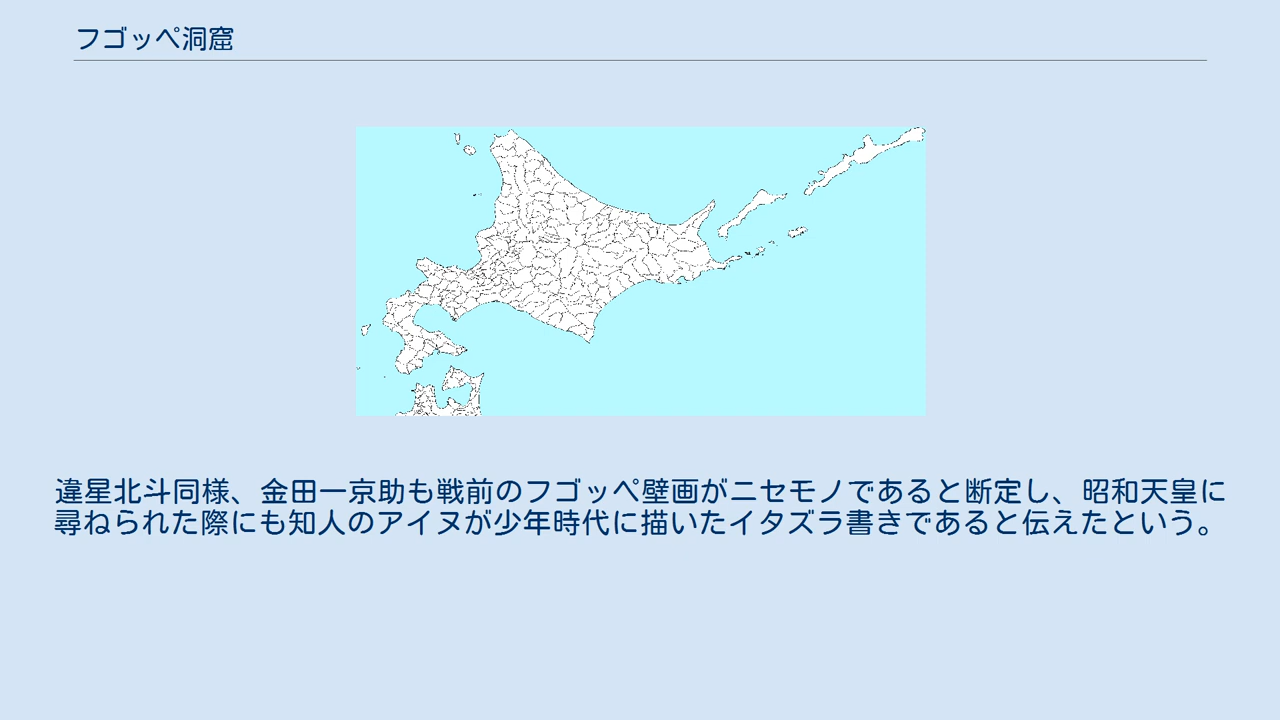 フゴッペ洞窟
違星北斗同様、金田一京助も戦前のフゴッペ壁画がニセモノであると断定し、昭和天皇に
尋ねられた際にも知人のアイヌが少年時代に描いたイタズラ書きであると伝えたという。